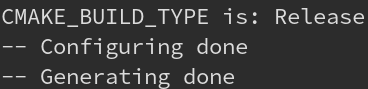 CMAKE_BUILD_TYPE is: Release
-- Configuring done
-- Generating done